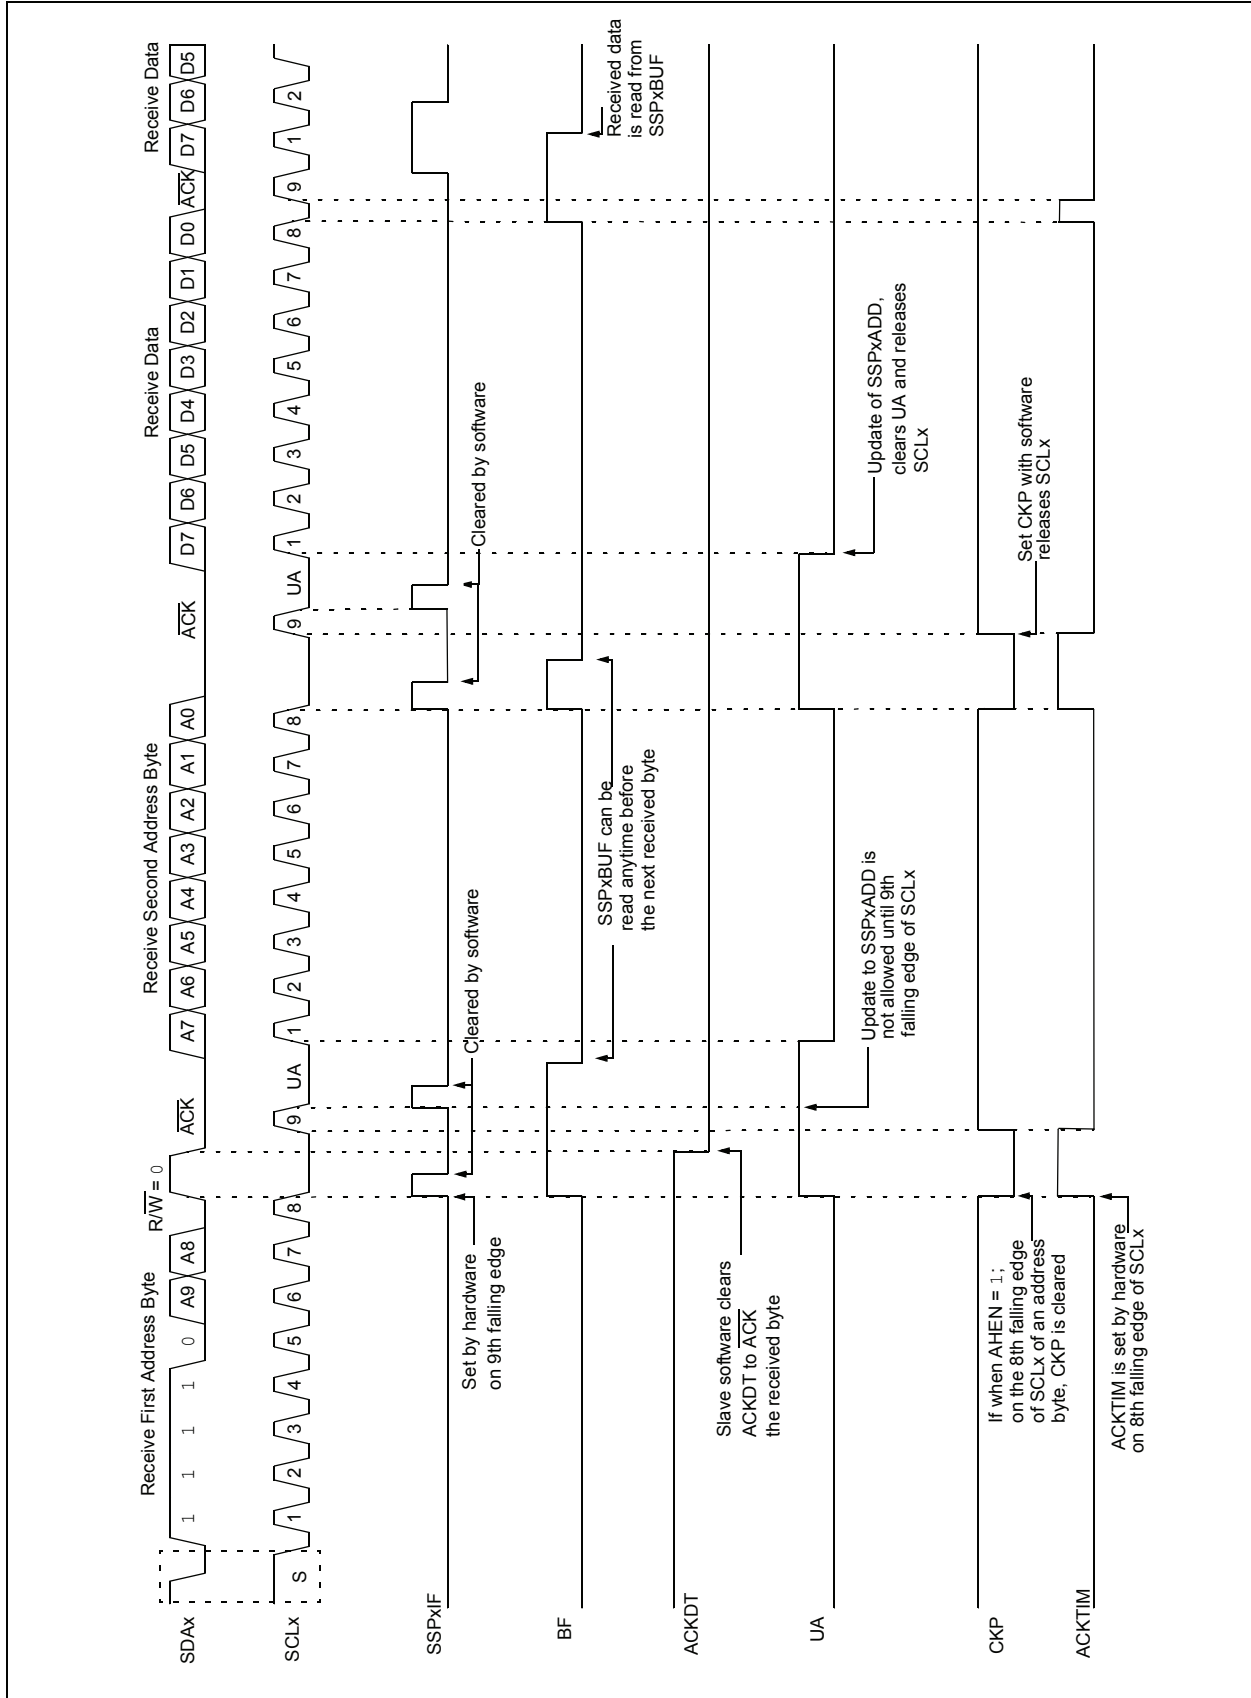 Receive First Address Byte
Receive Second Address Byte
Receive Data
Receive Data
R/W = 0
ACK
ACK
ACK
SDAx
1 1 1 1 0 A9 A8
A7 A6 A5 A4 A3 A2 A1 A0
D7 D6 D5 D4 D3 D2 D1 D0
D7 D6 D5
SCLx
S 1 2 3 4 5 6 7 8 9 UA 1 2 3 4 5 6 7 8 9 UA 1 2 3 4 5 6 7 8 9 1 2
SSPxIF
Set by hardware
on 9th falling edge
Cleared by software
Cleared by software
BF
SSPxBUF can be
read anytime before
the next received byte
Received data
is read from
SSPxBUF
ACKDT
Slave software clears
ACKDT to ACK
the received byte
UA
Update to SSPxADD is
not allowed until 9th
falling edge of SCLx
Update of SSPxADD,
clears UA and releases
SCLx
CKP
If when AHEN = 1;
on the 8th falling edge
of SCLx of an address
byte, CKP is cleared
Set CKP with software
releases SCLx
ACKTIM
ACKTIM is set by hardware
on 8th falling edge of SCLx